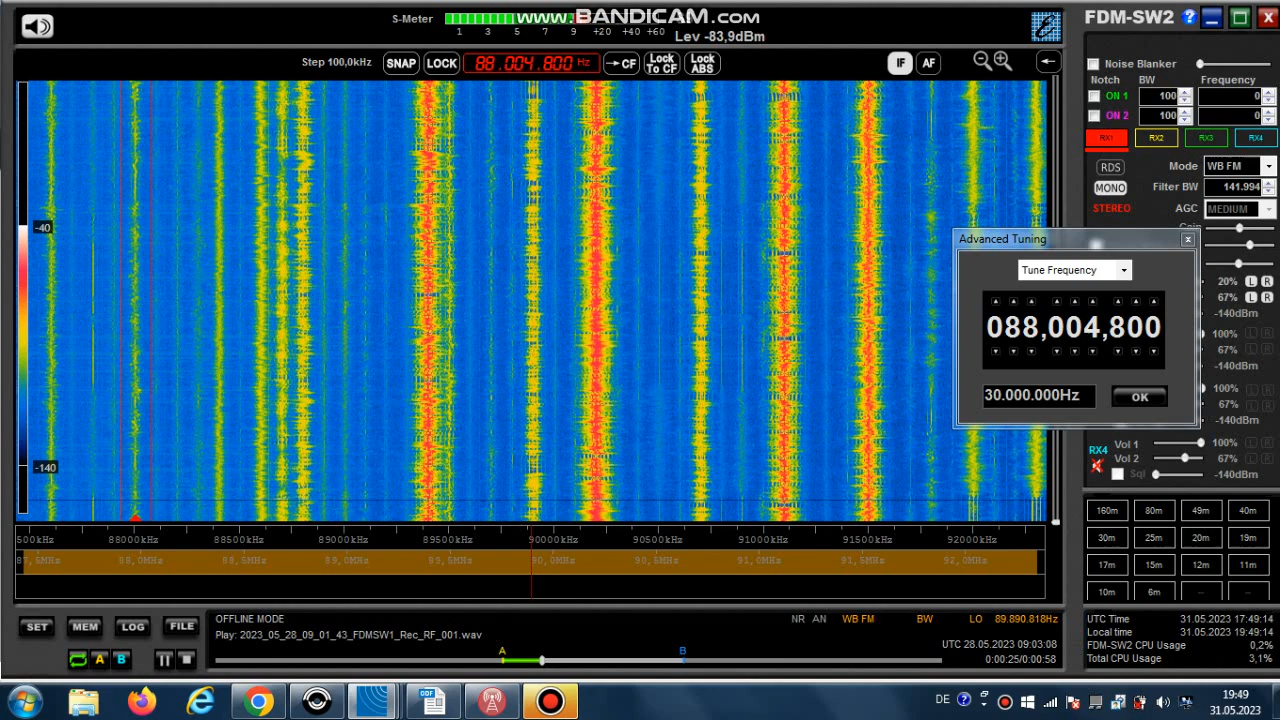 S-Meter
WWW.BANDICAM.COM
1 3 5 7 9 +20 +40 +60
Lev -83,9dBm
FDM-SW2
Step 100,0kHz
SNAP LOCK 88.004.800 Hz →CF Lock To CF Lock ABS
IF AF
Noise Blanker
Notch BW Frequency
ON 1 100 0
ON 2 100 0
RX1 RX2 RX3 RX4
RDS Mode WB FM
MONO Filter BW 141.994
STEREO AGC MEDIUM
-40
-140
Advanced Tuning
Tune Frequency
088,004,800
30.000.000Hz OK
20% L R
67% L R
-140dBm
100% L R
67% L R
-140dBm
100% L R
67% L R
-140dBm
RX4 Vol 1 100% L R
Vol 2 67% L R
Sql -140dBm
500kHz 88000kHz 88500kHz 89000kHz 89500kHz 90000kHz 90500kHz 91000kHz 91500kHz 92000kHz
87,5MHz 88,0MHz 88,5MHz 89,0MHz 89,5MHz 90,0MHz 90,5MHz 91,0MHz 91,5MHz 92,0MHz
160m 80m 49m 40m
30m 25m 20m 19m
17m 15m 12m 11m
10m 6m -- --
SET MEM LOG FILE
OFFLINE MODE
NR AN WB FM BW LO 89.890.818Hz
Play: 2023_05_28_09_01_43_FDMSW1_Rec_RF_001.wav
UTC 28.05.2023 09:03:08
A B
A B
0:00:25/0:00:58
UTC Time 31.05.2023 17:49:14
Local time 31.05.2023 19:49:14
FDM-SW2 CPU Usage 0,2%
Total CPU Usage 3,1%
ODF
DE
19:49
31.05.2023